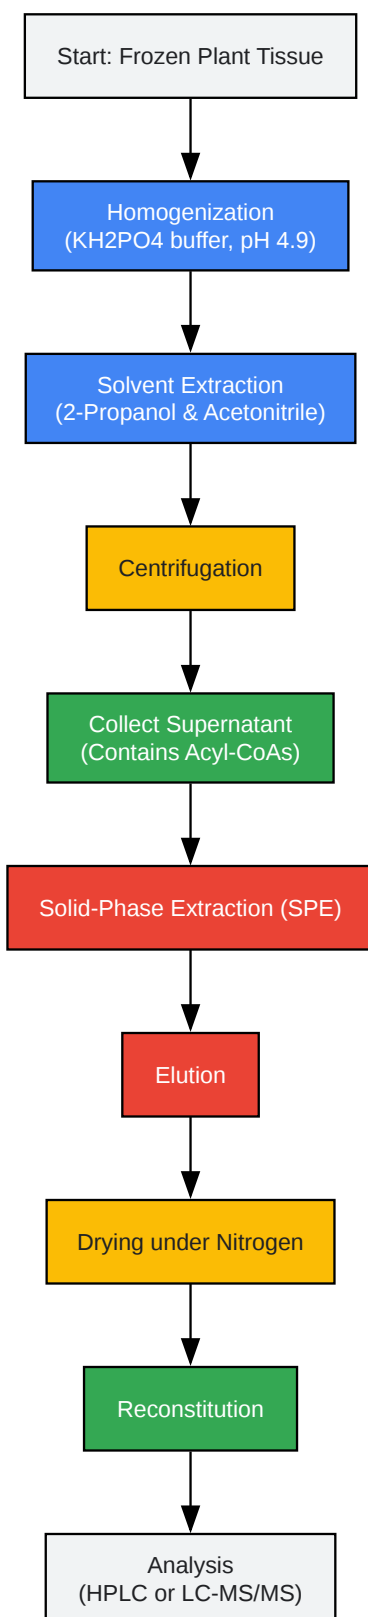 Start: Frozen Plant Tissue
Homogenization
(KH2PO4 buffer, pH 4.9)
Solvent Extraction
(2-Propanol & Acetonitrile)
Centrifugation
Collect Supernatant
(Contains Acyl-CoAs)
Solid-Phase Extraction (SPE)
Elution
Drying under Nitrogen
Reconstitution
Analysis
(HPLC or LC-MS/MS)